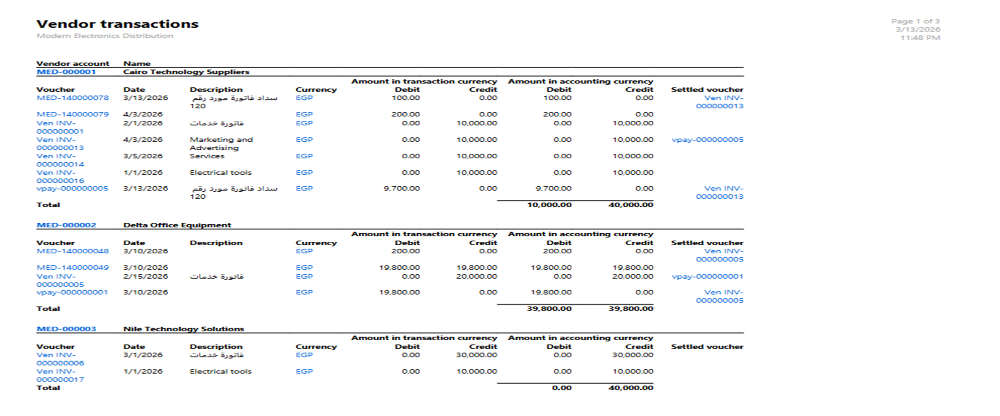 Vendor transactions
Page 1 of 3
Modern Electronics Distribution
3/13/2026
11:48 PM
Vendor account Name
MED-000001 Cairo Technology Suppliers
Amount in transaction currency Amount in accounting currency
Voucher Date Description Currency Debit Credit Debit Credit Settled voucher
MED-140000078 3/13/2026 سداد فاتورة مورد رقم EGP 100.00 0.00 100.00 0.00 Ven INV-
120 000000013
MED-140000079 4/3/2026 EGP 200.00 0.00 200.00 0.00
Ven INV- 2/1/2026 فاتورة خدمات EGP 0.00 10,000.00 0.00 10,000.00
000000001
Ven INV- 4/3/2026 Marketing and EGP 0.00 10,000.00 0.00 10,000.00 vpay-000000005
000000013 Advertising
Ven INV- 3/5/2026 Services EGP 0.00 10,000.00 0.00 10,000.00
000000014
Ven INV- 1/1/2026 Electrical tools EGP 0.00 10,000.00 0.00 10,000.00
000000016
vpay-000000005 3/13/2026 سداد فاتورة مورد رقم EGP 9,700.00 0.00 9,700.00 0.00 Ven INV-
120 000000013
Total 10,000.00 40,000.00
MED-000002 Delta Office Equipment
Amount in transaction currency Amount in accounting currency
Voucher Date Description Currency Debit Credit Debit Credit Settled voucher
MED-140000048 3/10/2026 EGP 200.00 0.00 200.00 0.00 Ven INV-
000000005
MED-140000049 3/10/2026 EGP 19,800.00 19,800.00 19,800.00 19,800.00
Ven INV- 2/15/2026 فاتورة خدمات EGP 0.00 20,000.00 0.00 20,000.00 vpay-000000001
000000005
vpay-000000001 3/10/2026 EGP 19,800.00 0.00 19,800.00 0.00 Ven INV-
000000005
Total 39,800.00 39,800.00
MED-000003 Nile Technology Solutions
Amount in transaction currency Amount in accounting currency
Voucher Date Description Currency Debit Credit Debit Credit Settled voucher
Ven INV- 3/1/2026 فاتورة خدمات EGP 0.00 30,000.00 0.00 30,000.00
000000006
Ven INV- 1/1/2026 Electrical tools EGP 0.00 10,000.00 0.00 10,000.00
000000017
Total 0.00 40,000.00